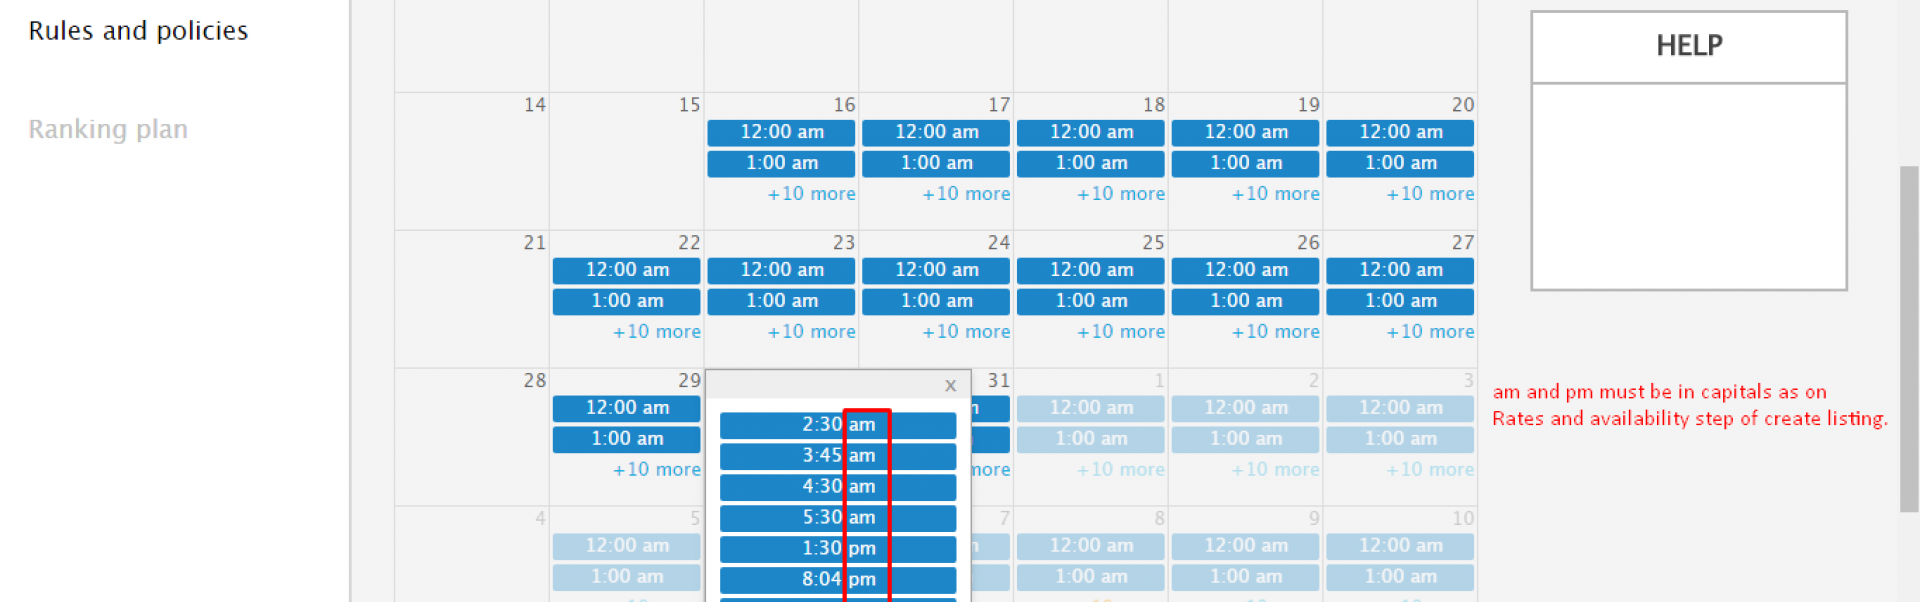 Rules and policies
Ranking plan
HELP
14 15 16 17 18 19 20
12:00 am 12:00 am 12:00 am 12:00 am 12:00 am
1:00 am 1:00 am 1:00 am 1:00 am 1:00 am
+10 more +10 more +10 more +10 more +10 more
21 22 23 24 25 26 27
12:00 am 12:00 am 12:00 am 12:00 am 12:00 am 12:00 am
1:00 am 1:00 am 1:00 am 1:00 am 1:00 am 1:00 am
+10 more +10 more +10 more +10 more +10 more +10 more
28 29 x 31 1 2 3
12:00 am 12:00 am 12:00 am 12:00 am
1:00 am 1:00 am 1:00 am 1:00 am
+10 more more +10 more +10 more +10 more
2:30 am
3:45 am
4:30 am
5:30 am
1:30 pm
8:04 pm
4 5 7 8 9 10
12:00 am 12:00 am 12:00 am 12:00 am
1:00 am 1:00 am 1:00 am 1:00 am
am and pm must be in capitals as on
Rates and availability step of create listing.